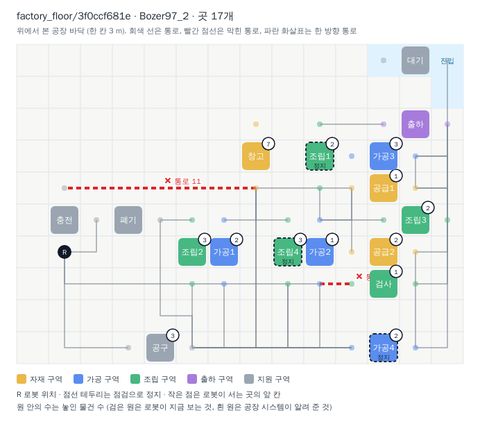 factory_floor/3f0ccf681e · Bozer97_2 · 곳 17개
위에서 본 공장 바닥 (한 칸 3 m). 회색 선은 통로, 빨간 점선은 막힌 통로, 파란 화살표는 한 방향 통로
대기
진입
출하
7
창고
2
조립1
정지
3
가공3
✖ 통로 11
1
공급1
충전
폐기
2
조립3
R
3
조립2
2
가공1
3
조립4
정지
1
가공2
2
공급2
✖
1
검사
3
공구
2
가공4
정지
자재 구역
가공 구역
조립 구역
출하 구역
지원 구역
R 로봇 위치 · 점선 테두리는 점검으로 정지 · 작은 점은 로봇이 서는 곳의 앞 칸
원 안의 수는 놓인 물건 수 (검은 원은 로봇이 지금 보는 것, 흰 원은 공장 시스템이 알려 준 것)